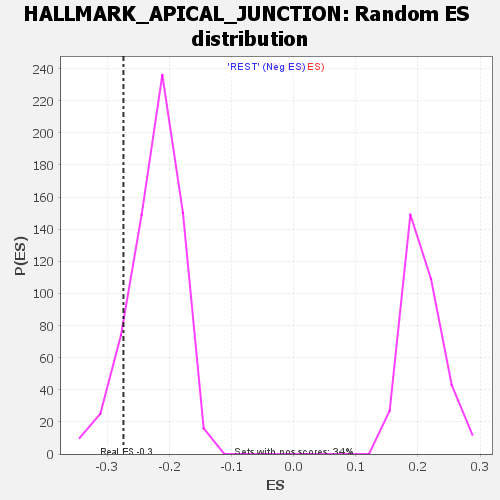 HALLMARK_APICAL_JUNCTION: Random ES
distribution
'REST' (Neg ES) ES)
240
220
200
180
160
140
120
100
80
60
40
20
0
P(ES)
Real ES -0.3
Sets with pos scores: 34%
-0.3 -0.2 -0.1 0.0 0.1 0.2 0.3
ES